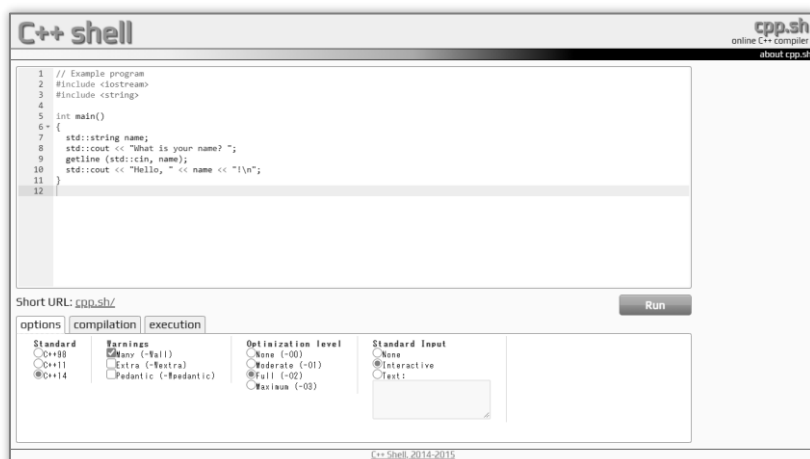 C++ shell
cpp.sh
online C++ compiler
about cpp.sh
1 // Example program
2 #include <iostream>
3 #include <string>
4
5 int main()
6 {
7 std::string name;
8 std::cout << "What is your name? ";
9 getline (std::cin, name);
10 std::cout << "Hello, " << name << "!\n";
11 }
12
Short URL: cpp.sh/
Run
options compilation execution
Standard Warnings Optimization level Standard Input
C++98 Many (-Wall) None (-O0) None
C++11 Extra (-Wextra) Moderate (-O1) Interactive
C++14 Pedantic (-Wpedantic) Full (-O2) Text:
Maximum (-O3)
C++ Shell, 2014-2015